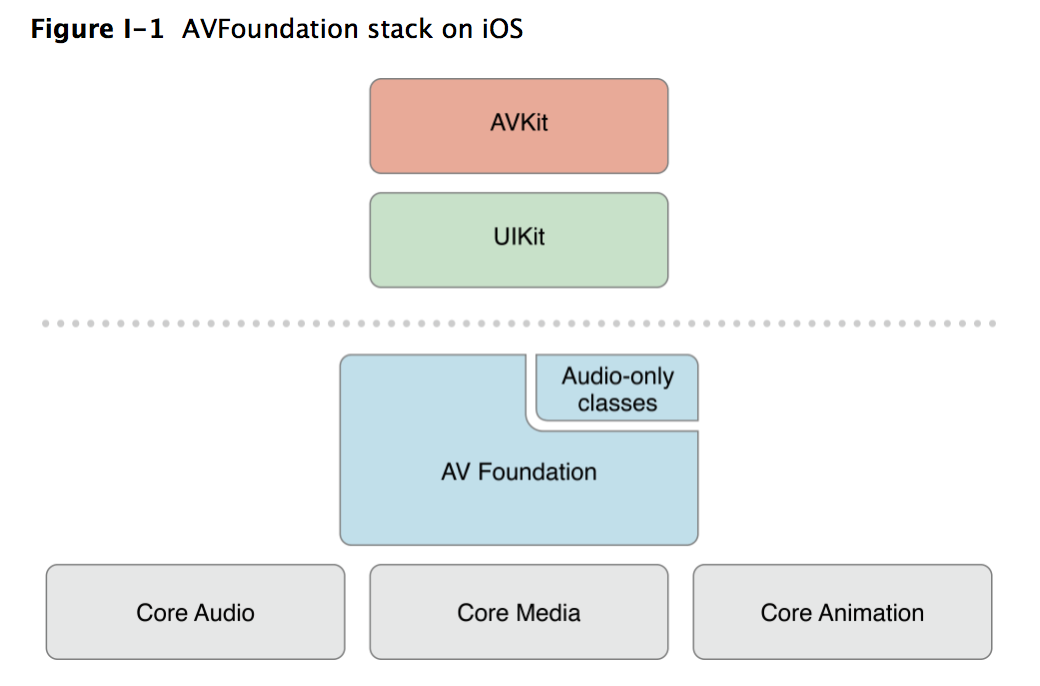 Figure I-1 AVFoundation stack on iOS
AVKit
UIKit
Audio-only
classes
AV Foundation
Core Audio
Core Media
Core Animation